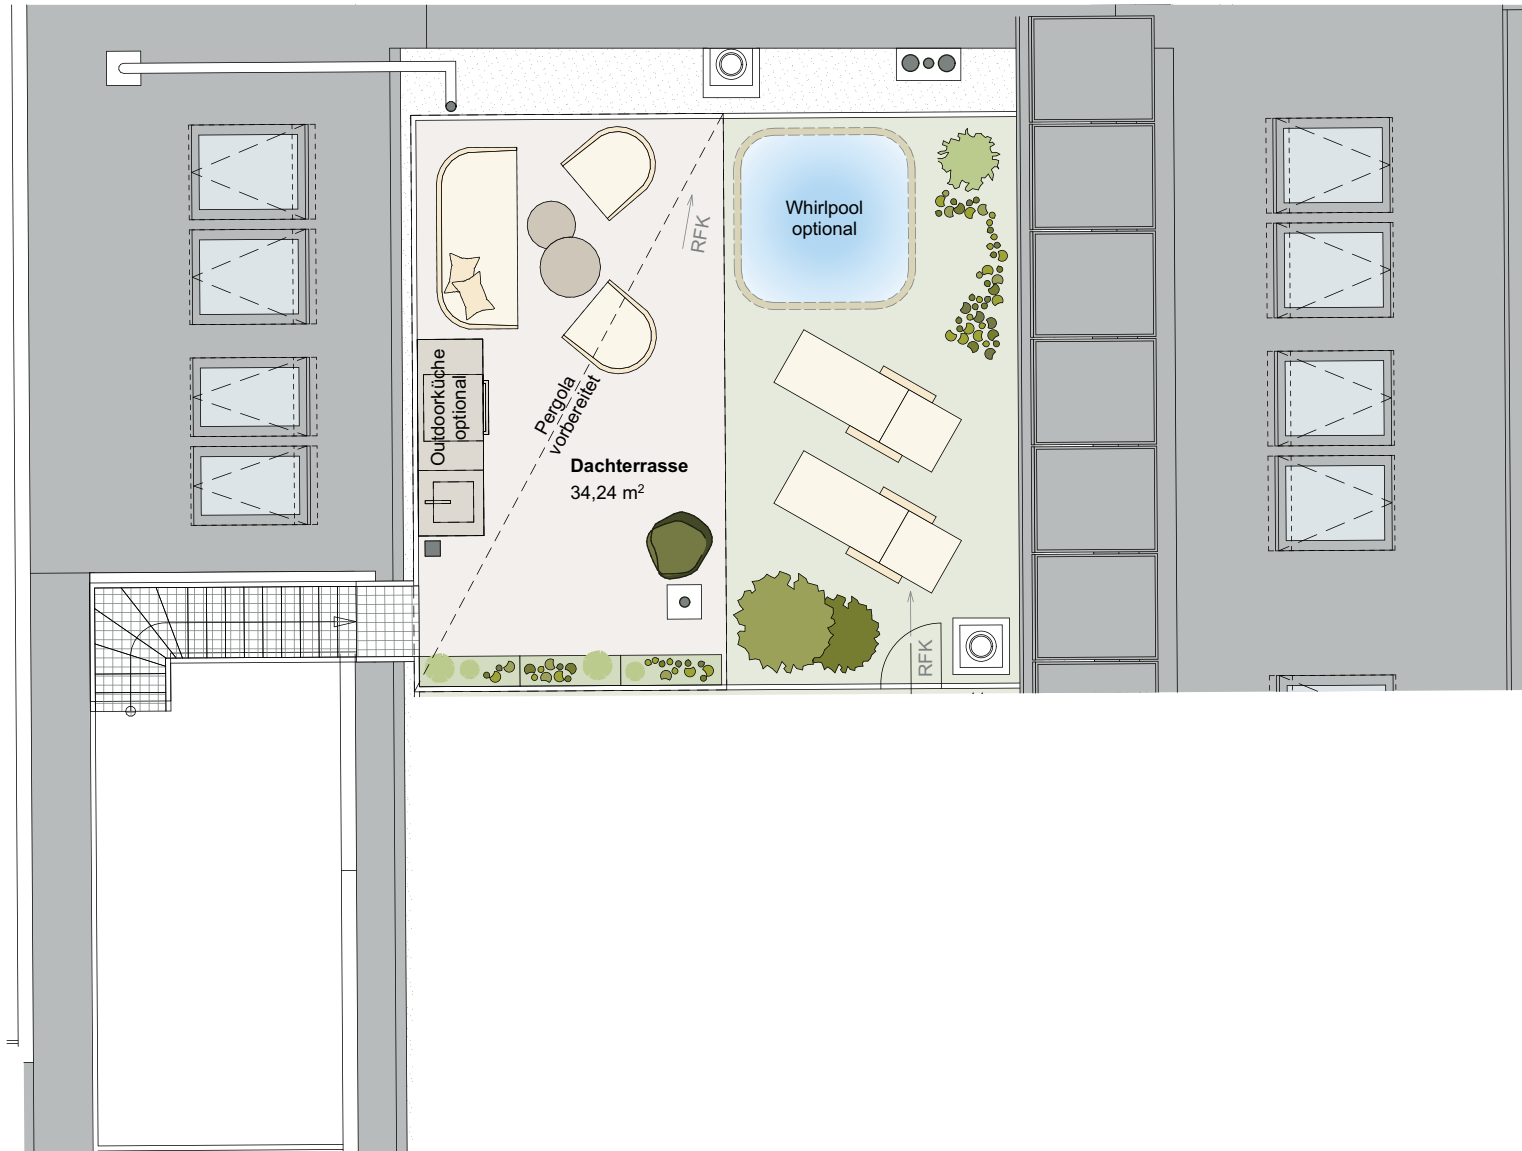 Whirlpool
optional
RFK
Outdoorküche
optional
Pergola
vorbereitet
Dachterrasse
34,24 m²
RFK